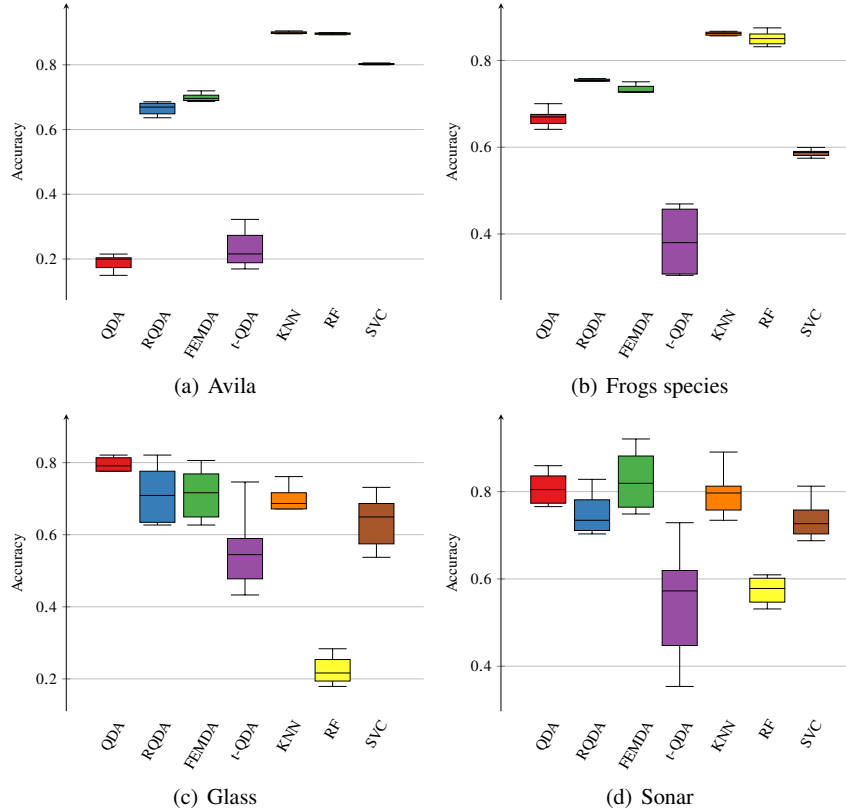 Accuracy
0.8
0.6
0.4
0.2
QDA
RQDA
FEMDA
t-QDA
KNN
RF
SVC
(a) Avila
Accuracy
0.8
0.6
0.4
QDA
RQDA
FEMDA
t-QDA
KNN
RF
SVC
(b) Frogs species
Accuracy
0.8
0.6
0.4
0.2
QDA
RQDA
FEMDA
t-QDA
KNN
RF
SVC
(c) Glass
Accuracy
0.8
0.6
0.4
QDA
RQDA
FEMDA
t-QDA
KNN
RF
SVC
(d) Sonar